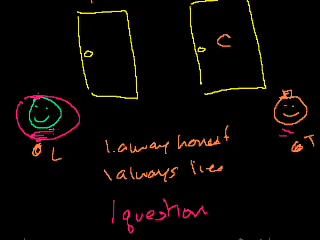 C
L
T
1 always honest
1 always lies
1 question